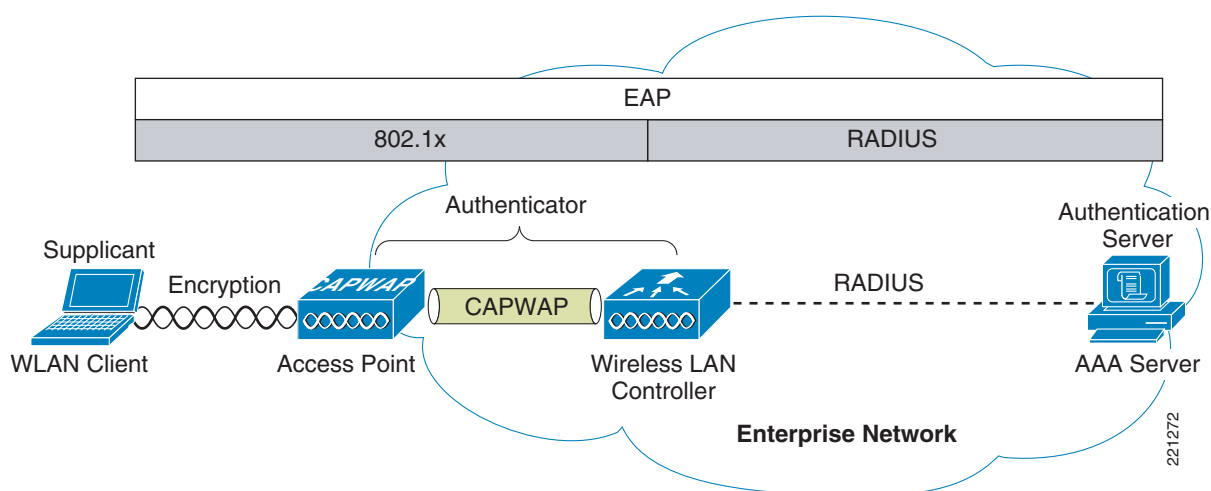 EAP
802.1x
RADIUS
Authenticator
Supplicant
Encryption
CAPWAP
CAPWAP
RADIUS
Authentication
Server
WLAN Client
Access Point
Wireless LAN
Controller
AAA Server
Enterprise Network
221272